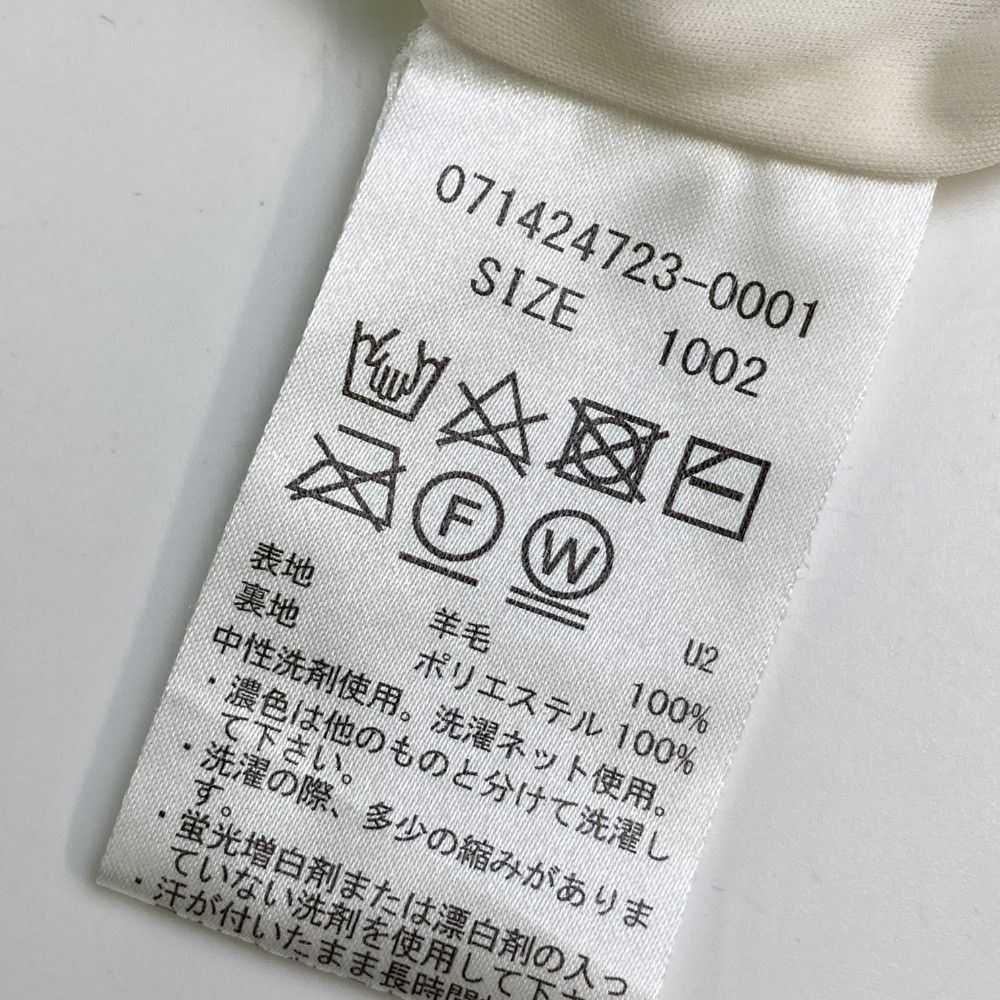 071424723-0001
SIZE 1002
F W
U2
表地 羊毛 100%
裏地 ポリエステル 100%
中性洗剤使用。洗濯ネット使用。
・濃色は他のものと分けて洗濯し
て下さい。
・洗濯の際、多少の縮みがありま
す。
・蛍光増白剤または漂白剤の入っ
ていない洗剤を使用して下さ
・汗が付いたまま長時間